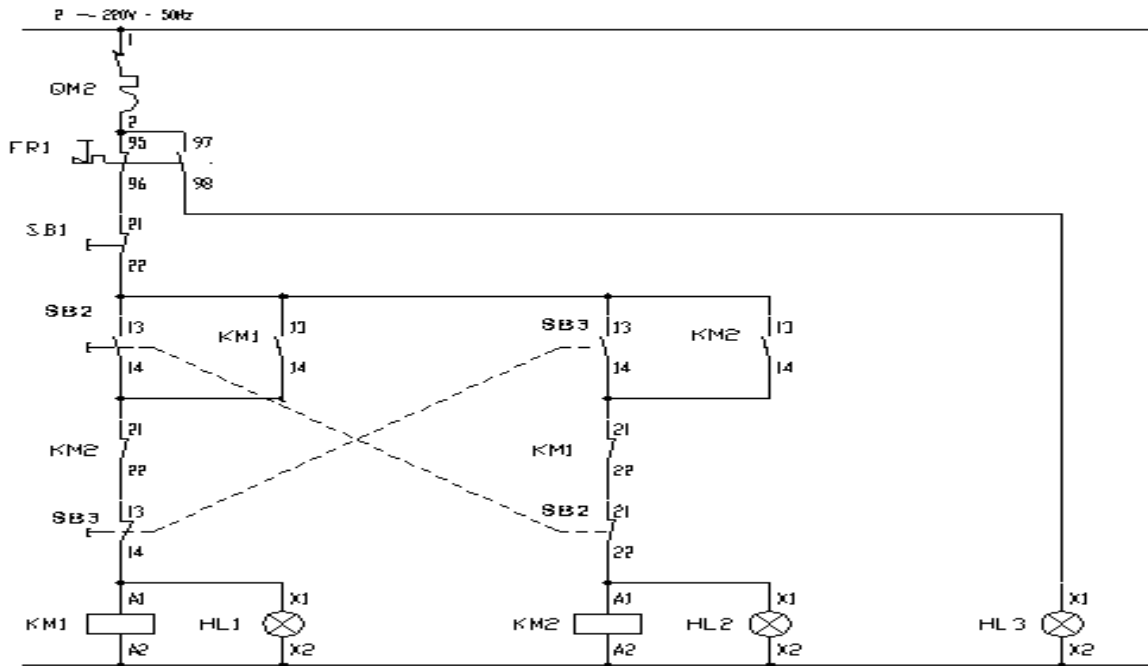 2 ~ 220V - 50Hz
1
QM2
2
95 97
FR1
96 98
21
SB1
22
SB2
13 13 13 13
KM1 SB3 KM2
14 14 14 14
21 21
KM2 KM1
22 22
13 21
SB3 SB2
14 22
A1 X1 A1 X1 X1
KM1 HL1 KM2 HL2 HL3
A2 X2 A2 X2 X2